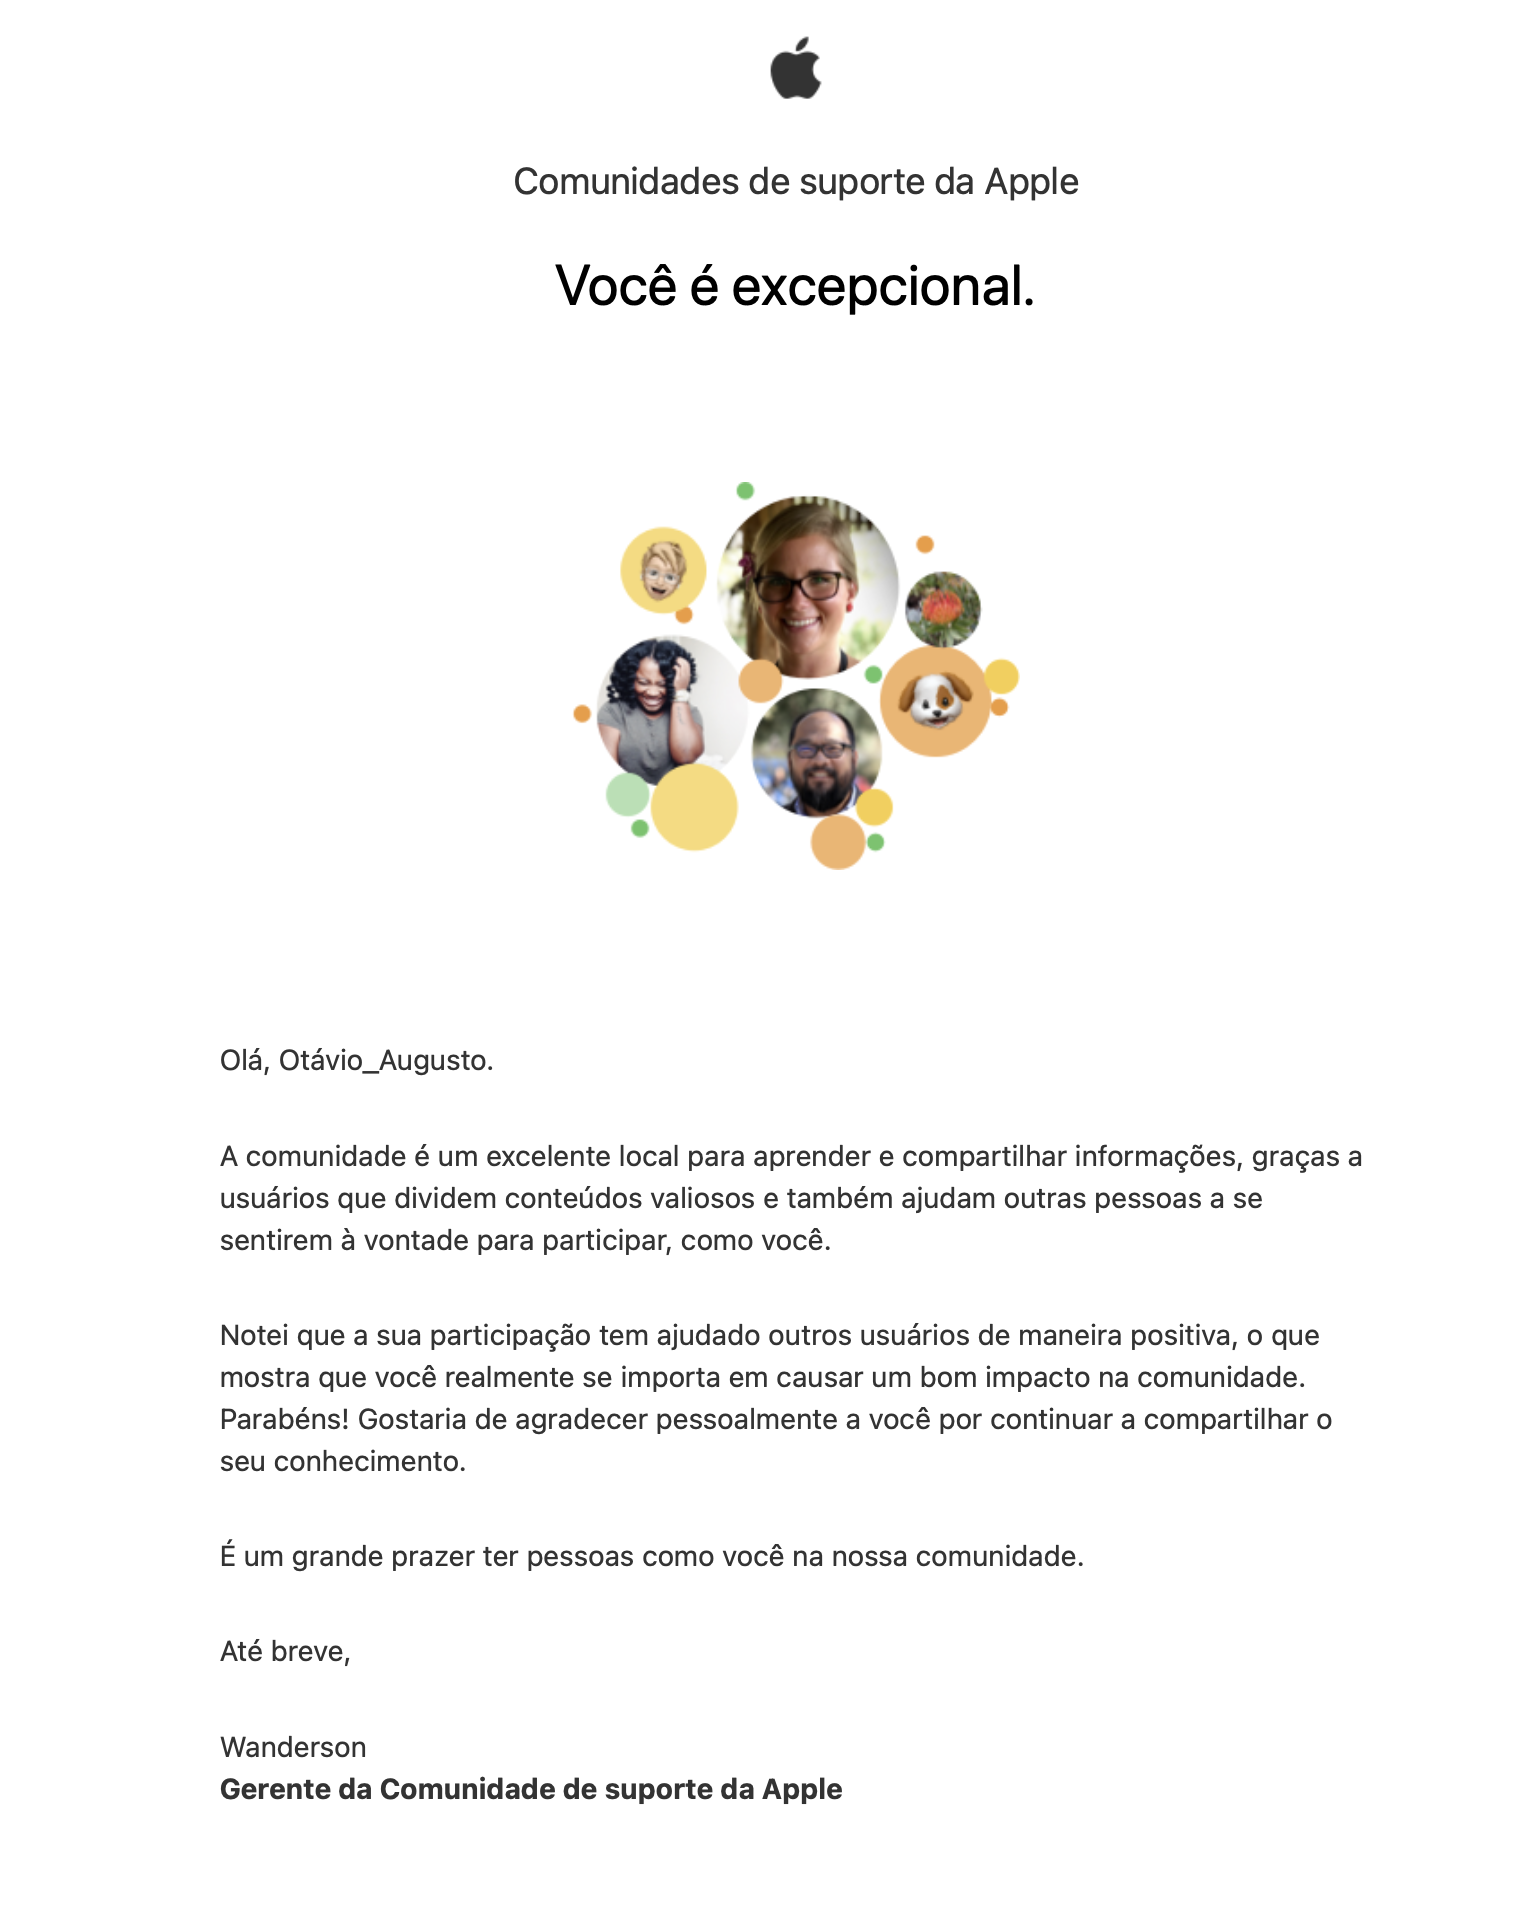 Comunidades de suporte da Apple
Você é excepcional.
Olá, Otávio_Augusto.
A comunidade é um excelente local para aprender e compartilhar informações, graças a
usuários que dividem conteúdos valiosos e também ajudam outras pessoas a se
sentirem à vontade para participar, como você.
Notei que a sua participação tem ajudado outros usuários de maneira positiva, o que
mostra que você realmente se importa em causar um bom impacto na comunidade.
Parabéns! Gostaria de agradecer pessoalmente a você por continuar a compartilhar o
seu conhecimento.
É um grande prazer ter pessoas como você na nossa comunidade.
Até breve,
Wanderson
Gerente da Comunidade de suporte da Apple